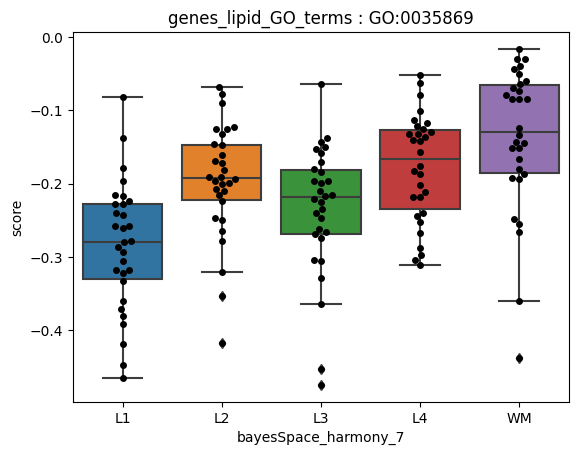 genes_lipid_GO_terms : GO:0035869
0.0
−0.1
−0.2
−0.3
−0.4
score
L1 L2 L3 L4 WM
bayesSpace_harmony_7